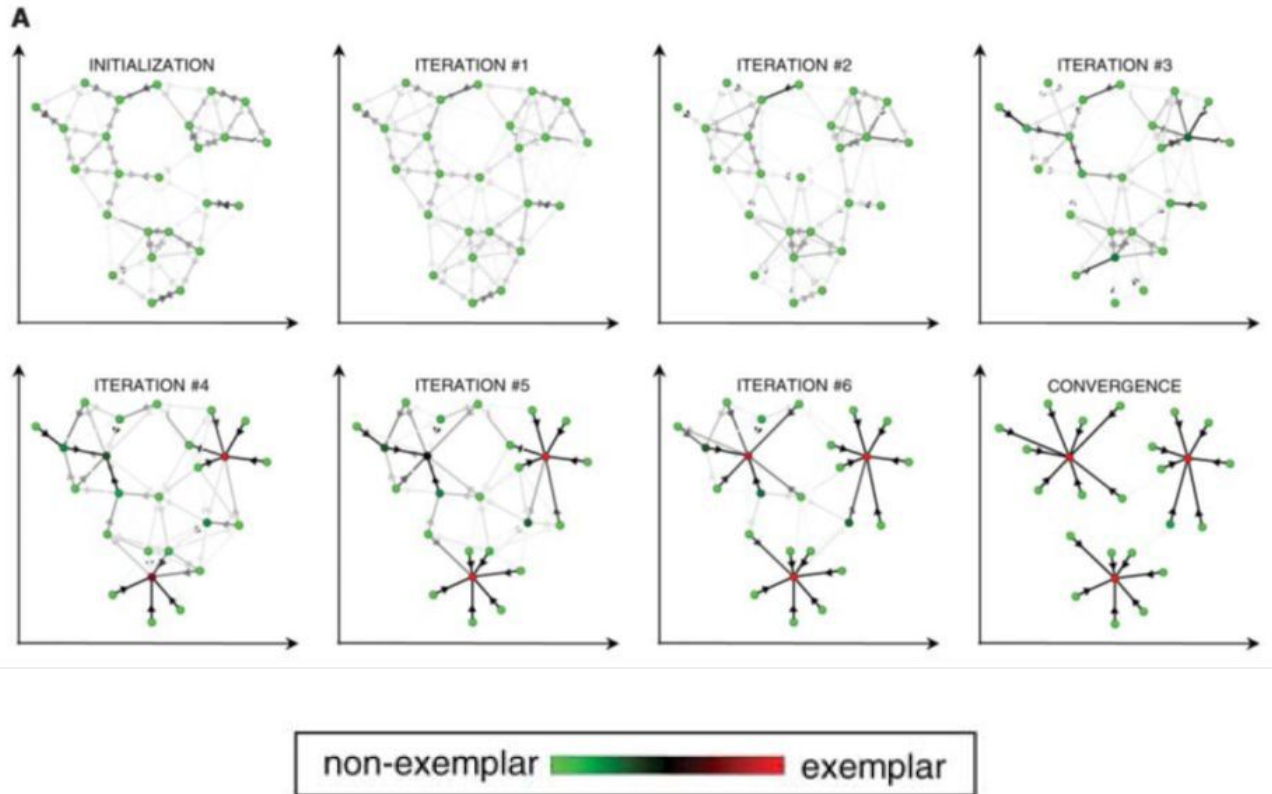 A
INITIALIZATION
ITERATION #1
ITERATION #2
ITERATION #3
ITERATION #4
ITERATION #5
ITERATION #6
CONVERGENCE
non-exemplar
exemplar